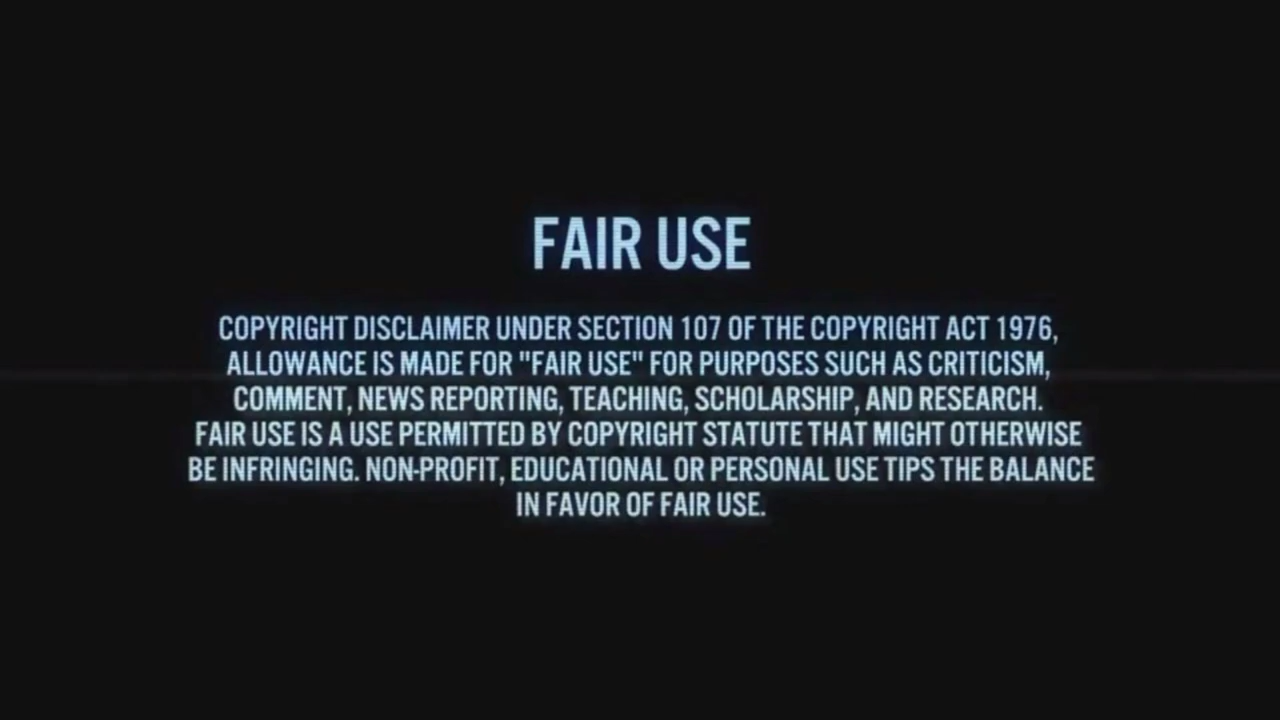 FAIR USE
COPYRIGHT DISCLAIMER UNDER SECTION 107 OF THE COPYRIGHT ACT 1976,
ALLOWANCE IS MADE FOR "FAIR USE" FOR PURPOSES SUCH AS CRITICISM,
COMMENT, NEWS REPORTING, TEACHING, SCHOLARSHIP, AND RESEARCH.
FAIR USE IS A USE PERMITTED BY COPYRIGHT STATUTE THAT MIGHT OTHERWISE
BE INFRINGING. NON-PROFIT, EDUCATIONAL OR PERSONAL USE TIPS THE BALANCE
IN FAVOR OF FAIR USE.